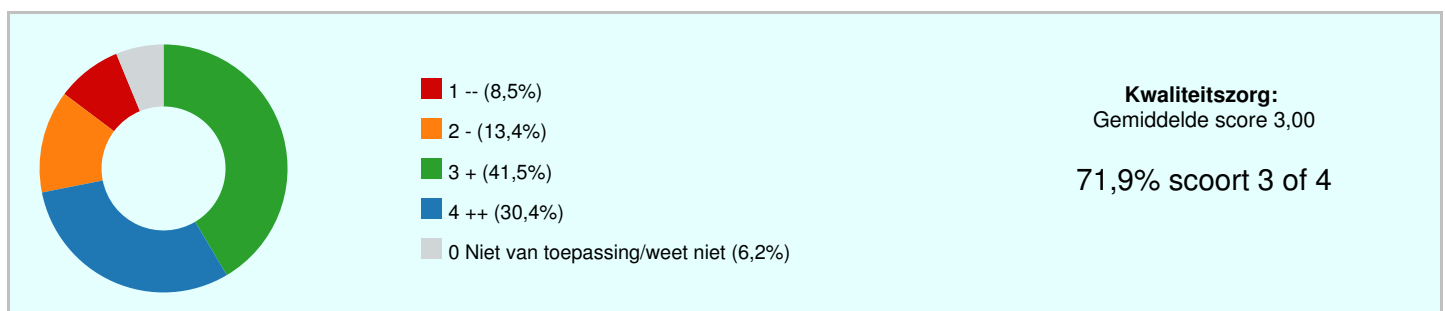 1 -- (8,5%)
2 - (13,4%)
3 + (41,5%)
4 ++ (30,4%)
0 Niet van toepassing/weet niet (6,2%)
Kwaliteitszorg:
Gemiddelde score 3,00
71,9% scoort 3 of 4